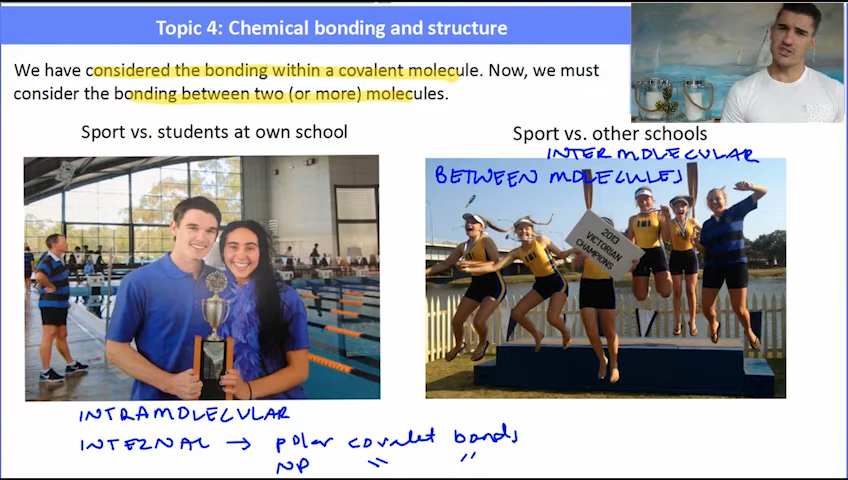 Topic 4: Chemical bonding and structure
We have considered the bonding within a covalent molecule. Now, we must
consider the bonding between two (or more) molecules.
Sport vs. students at own school
Sport vs. other schools
INTERMOLECULAR
BETWEEN MOLECULES
2013
VICTORIAN
CHAMPIONS
INTRAMOLECULAR
INTERNAL → polar covalet bonds
NP " "